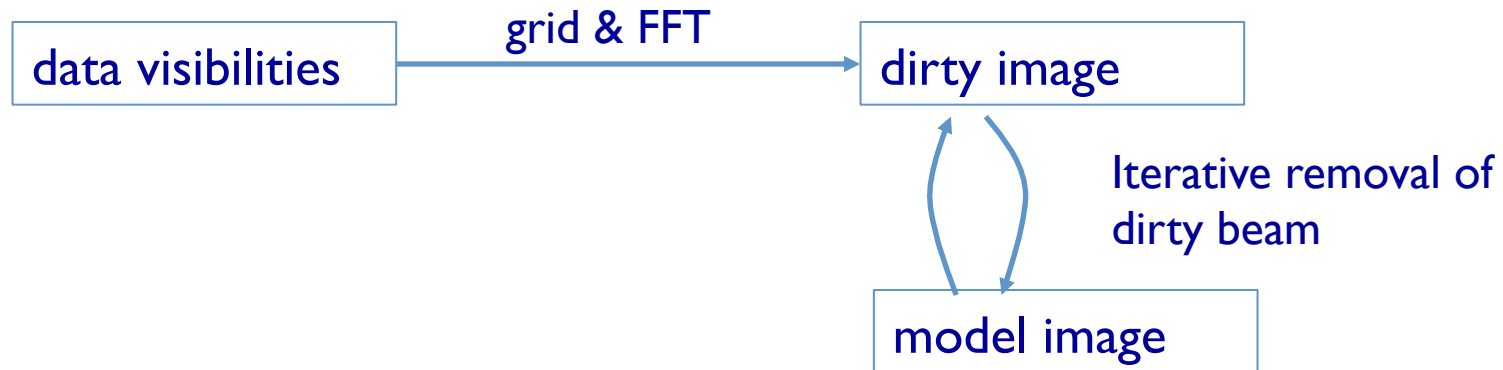 grid & FFT
data visibilities
dirty image
Iterative removal of
dirty beam
model image